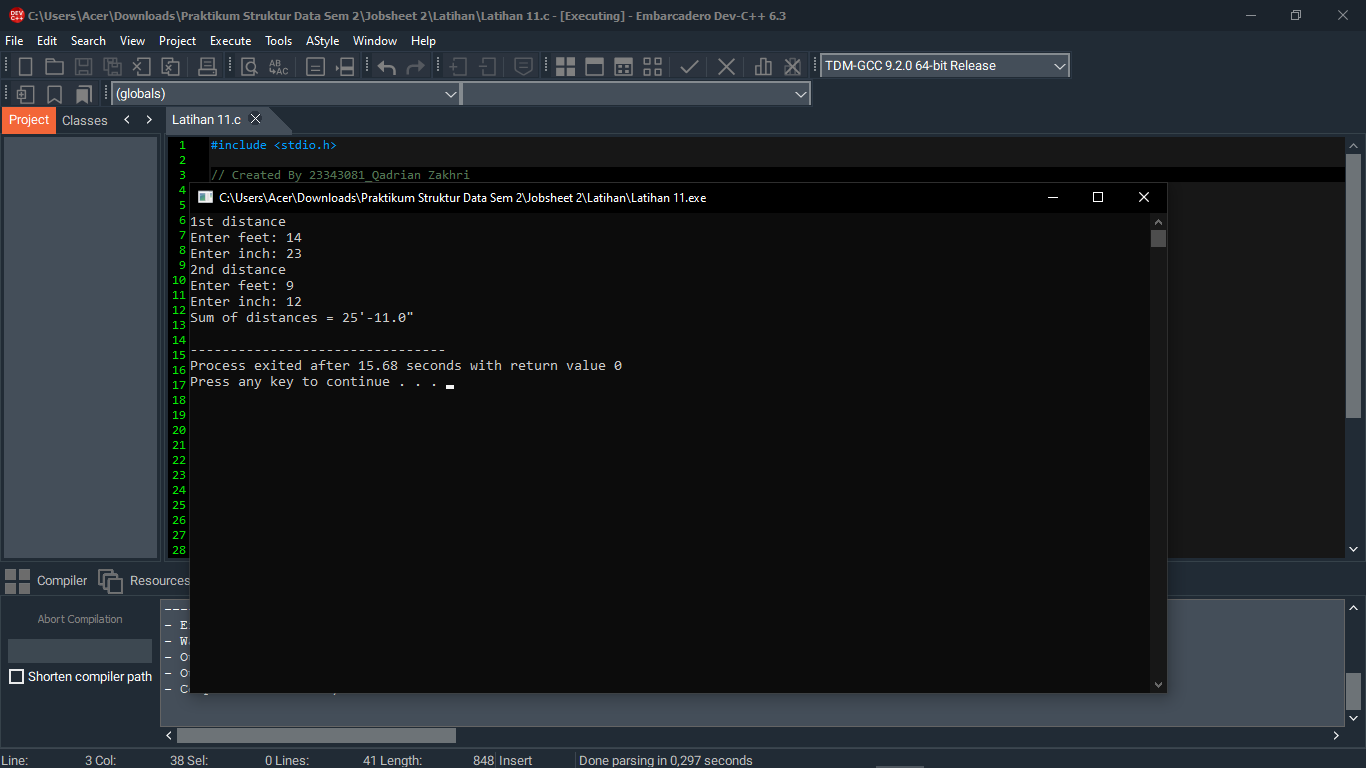 C:\Users\Acer\Downloads\Praktikum Struktur Data Sem 2\Jobsheet 2\Latihan\Latihan 11.c - [Executing] - Embarcadero Dev-C++ 6.3
File Edit Search View Project Execute Tools AStyle Window Help
TDM-GCC 9.2.0 64-bit Release
(globals)
Project Classes Latihan 11.c
1 #include <stdio.h>
2
3 // Created By 23343081_Qadrian Zakhri
4
5
6
7
8
9
10
11
12
13
14
15
16
17
18
19
20
21
22
23
24
25
26
27
28
C:\Users\Acer\Downloads\Praktikum Struktur Data Sem 2\Jobsheet 2\Latihan\Latihan 11.exe
1st distance
Enter feet: 14
Enter inch: 23
2nd distance
Enter feet: 9
Enter inch: 12
Sum of distances = 25'-11.0"
--------------------------------
Process exited after 15.68 seconds with return value 0
Press any key to continue . . .
Compiler Resources
Abort Compilation
Shorten compiler path
---
- E
- W
- O
- O
- C
Line: 3 Col: 38 Sel: 0 Lines: 41 Length: 848 Insert Done parsing in 0,297 seconds